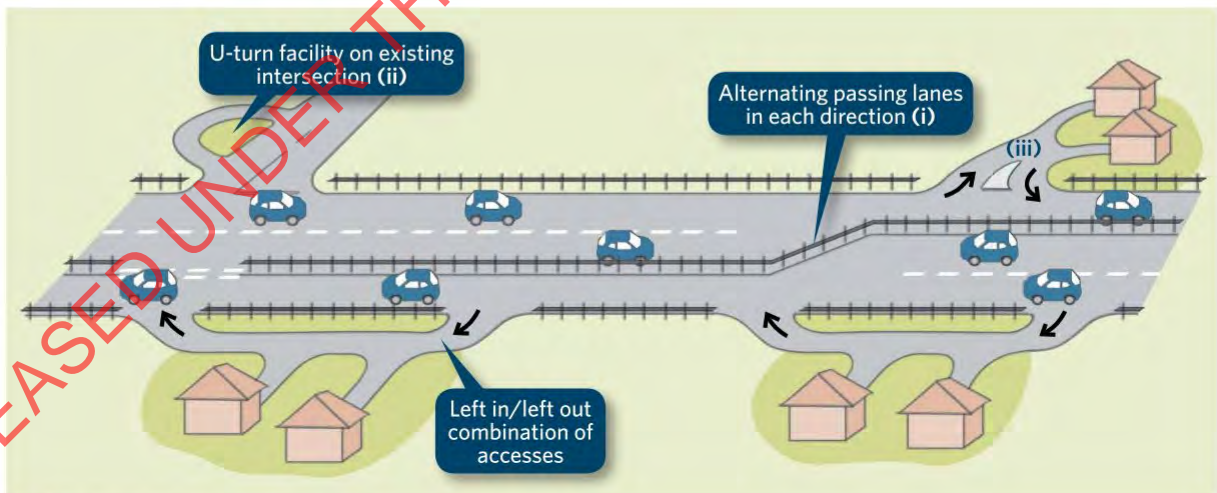 U-turn facility on existing
intersection (ii)
Alternating passing lanes
in each direction (i)
(iii)
Left in/left out
combination of
accesses
EASED UNDER TH